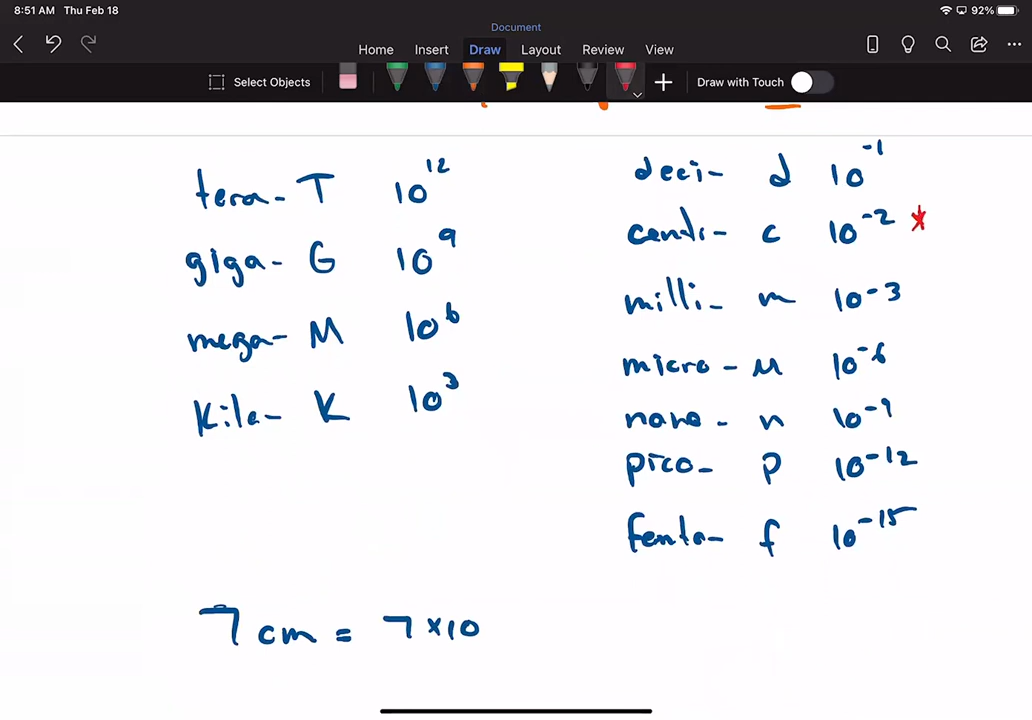 8:51 AM Thu Feb 18 92%
Document
Home Insert Draw Layout Review View
Select Objects Draw with Touch
tera- T 10^12
giga- G 10^9
mega- M 10^6
Kilo- K 10^3
deci- d 10^-1
centi- c 10^-2 *
milli- m 10^-3
micro- μ 10^-6
nano- n 10^-9
pico- p 10^-12
femto- f 10^-15
7 cm = 7 × 10